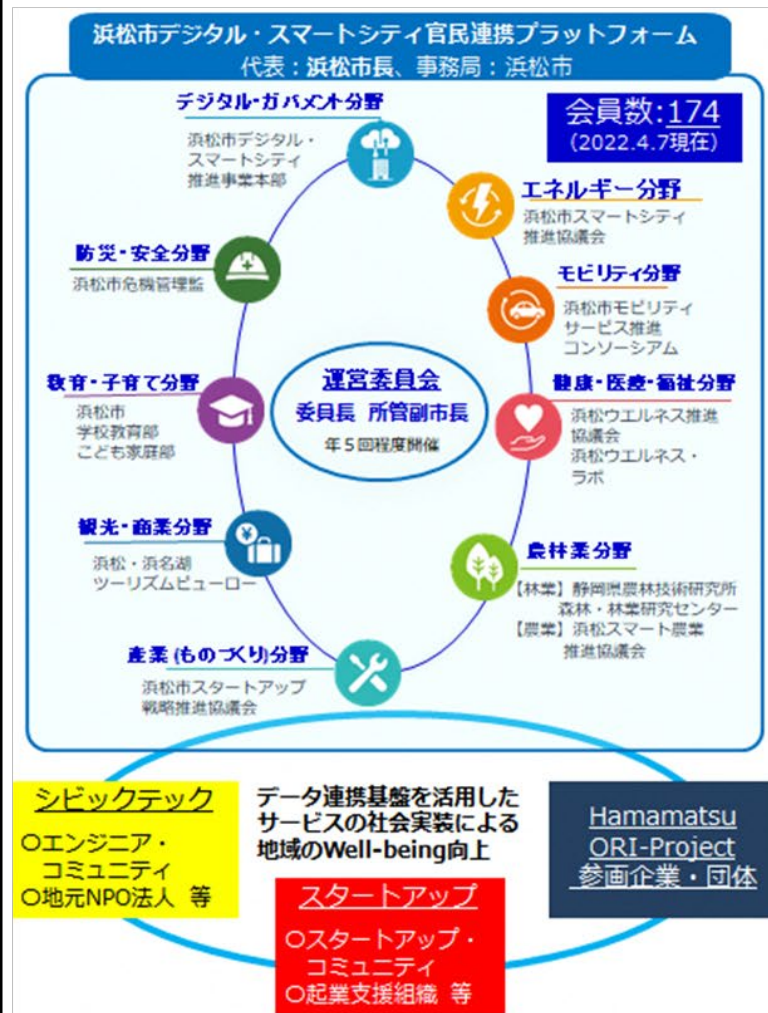 浜松市デジタル・スマートシティ官民連携プラットフォーム
代表：浜松市長、事務局：浜松市
デジタル・ガバメント分野
浜松市デジタル・
スマートシティ
推進事業本部
会員数:174
（2022.4.7現在）
エネルギー分野
浜松市スマートシティ
推進協議会
防災・安全分野
浜松市危機管理監
モビリティ分野
浜松市モビリティ
サービス推進
コンソーシアム
教育・子育て分野
浜松市
学校教育部
こども家庭部
運営委員会
委員長 所管副市長
年５回程度開催
健康・医療・福祉分野
浜松ウエルネス推進
協議会
浜松ウエルネス・
ラボ
観光・商業分野
浜松・浜名湖
ツーリズムビューロー
¥
農林業分野
【林業】静岡県農林技術研究所
森林・林業研究センター
【農業】浜松スマート農業
推進協議会
産業(ものづくり)分野
浜松市スタートアップ
戦略推進協議会
シビックテック
〇エンジニア・
コミュニティ
〇地元NPO法人 等
データ連携基盤を活用した
サービスの社会実装による
地域のWell-being向上
スタートアップ
〇スタートアップ・
コミュニティ
〇起業支援組織 等
Hamamatsu
ORI-Project
参画企業・団体